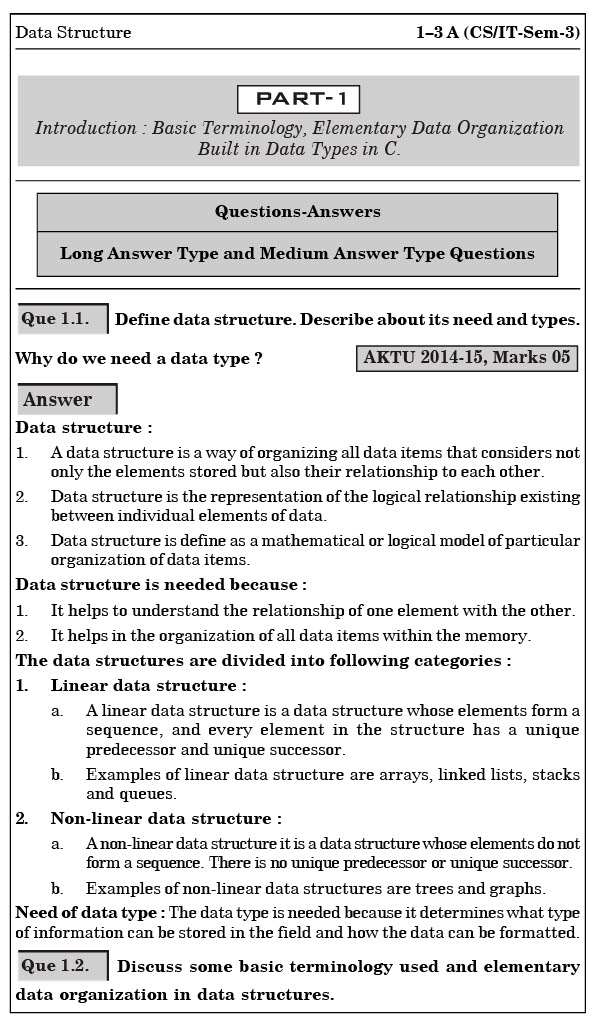 Data Structure 1–3 A (CS/IT-Sem-3)
PART-1
Introduction : Basic Terminology, Elementary Data Organization
Built in Data Types in C.
Questions-Answers
Long Answer Type and Medium Answer Type Questions
Que 1.1. Define data structure. Describe about its need and types.
Why do we need a data type ? AKTU 2014-15, Marks 05
Answer
Data structure :
1. A data structure is a way of organizing all data items that considers not
only the elements stored but also their relationship to each other.
2. Data structure is the representation of the logical relationship existing
between individual elements of data.
3. Data structure is define as a mathematical or logical model of particular
organization of data items.
Data structure is needed because :
1. It helps to understand the relationship of one element with the other.
2. It helps in the organization of all data items within the memory.
The data structures are divided into following categories :
1. Linear data structure :
a. A linear data structure is a data structure whose elements form a
sequence, and every element in the structure has a unique
predecessor and unique successor.
b. Examples of linear data structure are arrays, linked lists, stacks
and queues.
2. Non-linear data structure :
a. A non-linear data structure it is a data structure whose elements do not
form a sequence. There is no unique predecessor or unique successor.
b. Examples of non-linear data structures are trees and graphs.
Need of data type : The data type is needed because it determines what type
of information can be stored in the field and how the data can be formatted.
Que 1.2. Discuss some basic terminology used and elementary
data organization in data structures.